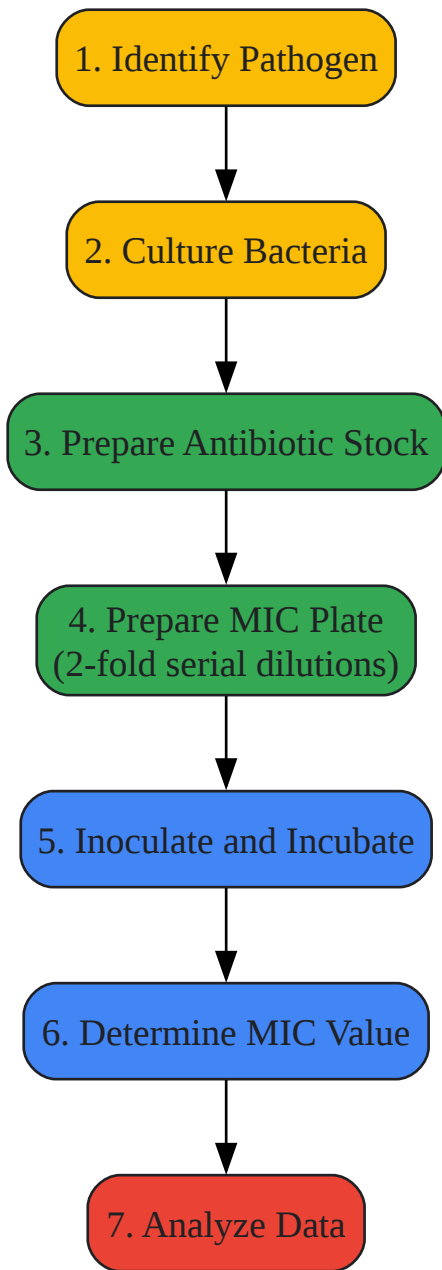 1. Identify Pathogen
2. Culture Bacteria
3. Prepare Antibiotic Stock
4. Prepare MIC Plate
(2-fold serial dilutions)
5. Inoculate and Incubate
6. Determine MIC Value
7. Analyze Data